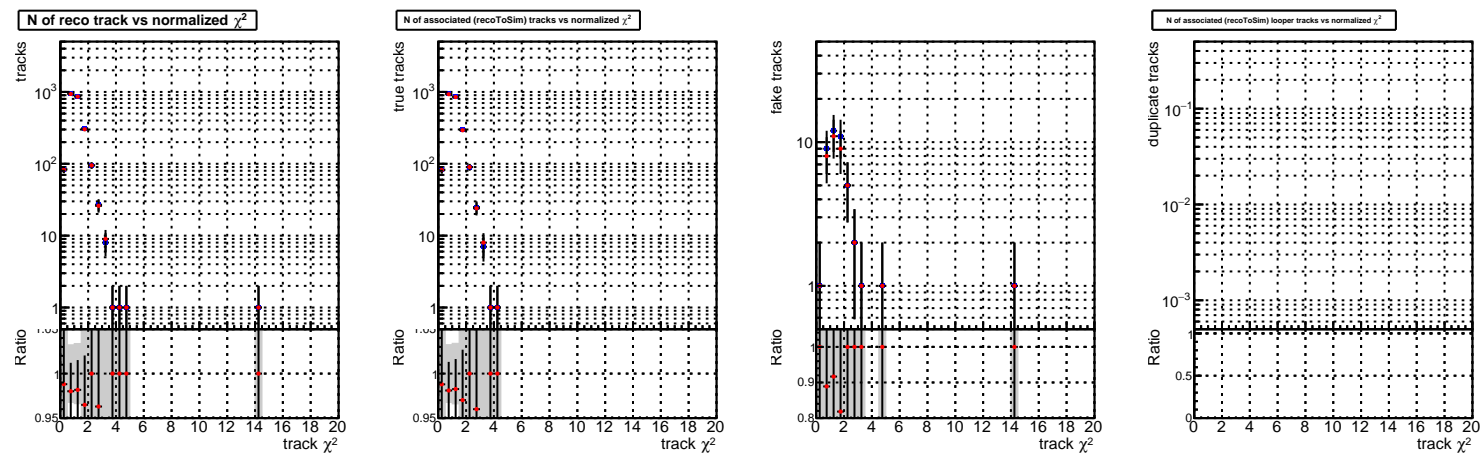 N of reco track vs normalized χ²
tracks
10³
10²
10
1
Ratio
1.05
1
0.95
0 2 4 6 8 10 12 14 16 18 20
track χ²
N of associated (recoToSim) tracks vs normalized χ²
true tracks
10³
10²
10
1
Ratio
1.05
1
0.95
0 2 4 6 8 10 12 14 16 18 20
track χ²
fake tracks
10
1
Ratio
1
0.9
0.8
0 2 4 6 8 10 12 14 16 18 20
track χ²
N of associated (recoToSim) looper tracks vs normalized χ²
duplicate tracks
10⁻¹
10⁻²
10⁻³
Ratio
1
0.5
0
0 2 4 6 8 10 12 14 16 18 20
track χ²